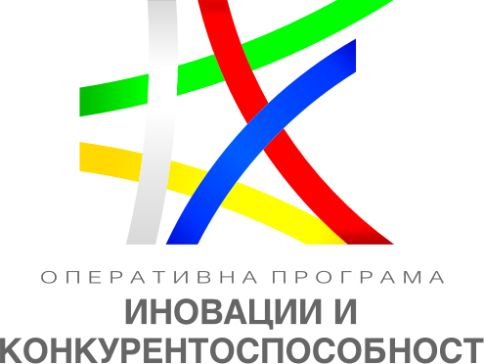 ОПЕРАТИВНА ПРОГРАМА
ИНОВАЦИИ И
КОНКУРЕНТОСПОСОБНОСТ